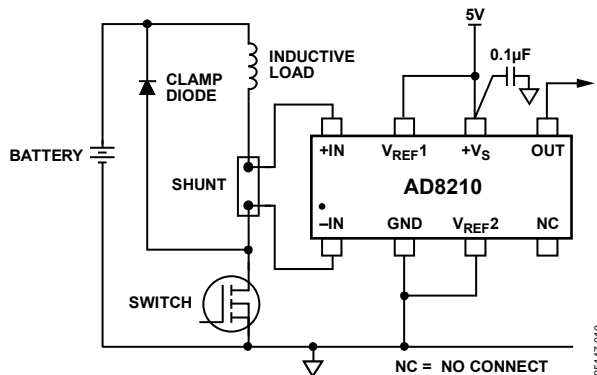 5V
0.1µF
INDUCTIVE
LOAD
CLAMP
DIODE
BATTERY
SHUNT
+IN VREF1 +VS OUT
AD8210
–IN GND VREF2 NC
SWITCH
NC = NO CONNECT